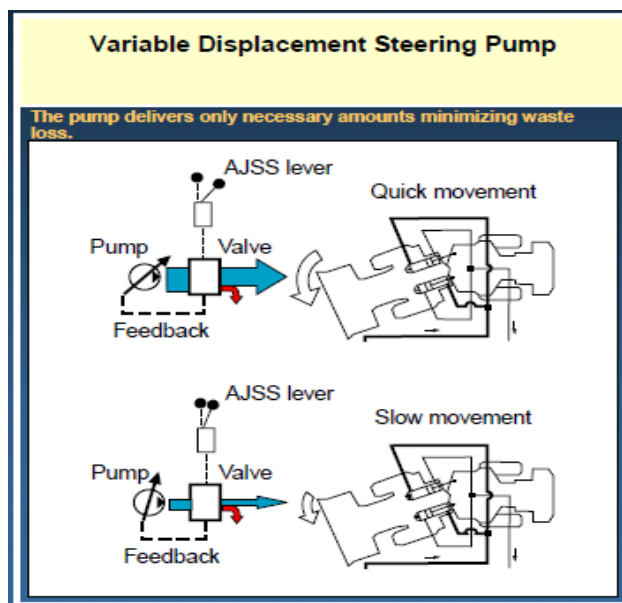 Variable Displacement Steering Pump
The pump delivers only necessary amounts minimizing waste
loss.
AJSS lever
Quick movement
Pump
Valve
Feedback
AJSS lever
Slow movement
Pump
Valve
Feedback